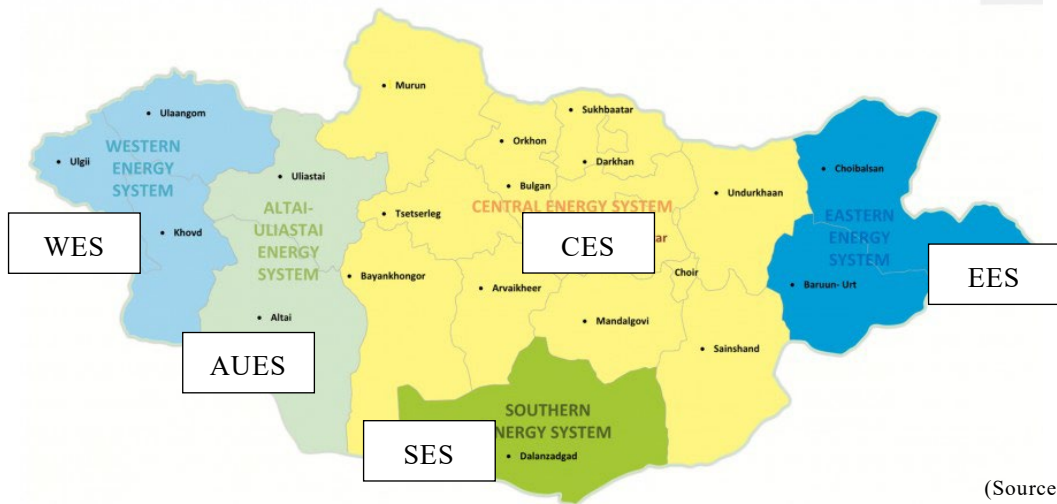 Murun
Sukhbaatar
Ulaangom
Orkhon
WESTERN
ENERGY
SYSTEM
Ulgii
Darkhan
Choibalsan
Uliastai
Bulgan
Undurkhaan
ALTAI-
ULIASTAI
ENERGY
SYSTEM
Tsetserleg
CENTRAL ENERGY SYSTEM
EASTERN
ENERGY
SYSTEM
WES
Khovd
CES
Bayankhongor
Choir
EES
Arvaikheer
Baruun- Urt
Altai
Mandalgovi
Sainshand
AUES
SOUTHERN
SYSTEM
SES
Dalanzadgad
(Source